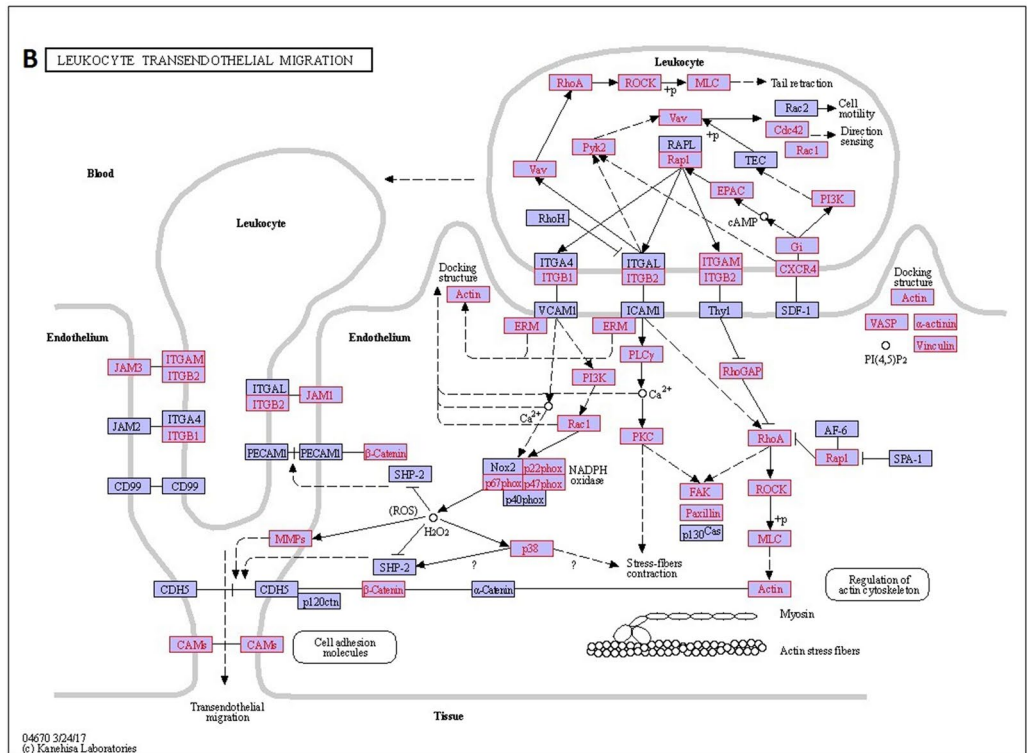 B LEUKOCYTE TRANSENDOTHELIAL MIGRATION
Leukocyte
RhoA ROCK +p MLC Tail retraction
Rac2 Cell motility
Vav +p Cdc42 Direction sensing
Rac1
Pyk2 RAPL
Rap1 TEC
Blood
Vav
EPAC PI3K
Leukocyte
RhoH cAMP
Gi
ITGA4 ITGAL ITGAM CXCR4
ITGB1 ITGB2 ITGB2
Docking structure
Actin
VCAM1 ICAM1 Thy1 SDF-1
Docking structure
Actin
ERM ERM
VASP α-actinin
PI(4,5)P2 Vinculin
Endothelium Endothelium
JAM3 ITGAM
ITGB2
PLCγ RhoGAP
PI3K
ITGAL JAM1
ITGB2
Ca2+ Ca2+
JAM2 ITGA4
ITGB1
Rac1 PKC RhoA AF-6
Rap1 SPA-1
PECAM1 PECAM1 β-Catenin
SHP-2
Nox2 p22phox
p67phox p47phox
p40phox
NADPH oxidase
CD99 CD99
FAK ROCK
Paxillin +p
p130Cas
(ROS)
H2O2
MMPs p38 MLC
SHP-2 ? ?
Stress-fibers contraction
CDH5 CDH5 β-Catenin α-Catenin Actin
p120ctn
Regulation of actin cytoskeleton
Myosin
CAMs CAMs
Cell adhesion molecules
Actin stress fibers
Transendothelial migration
Tissue
04670 3/24/17
(c) Kanehisa Laboratories